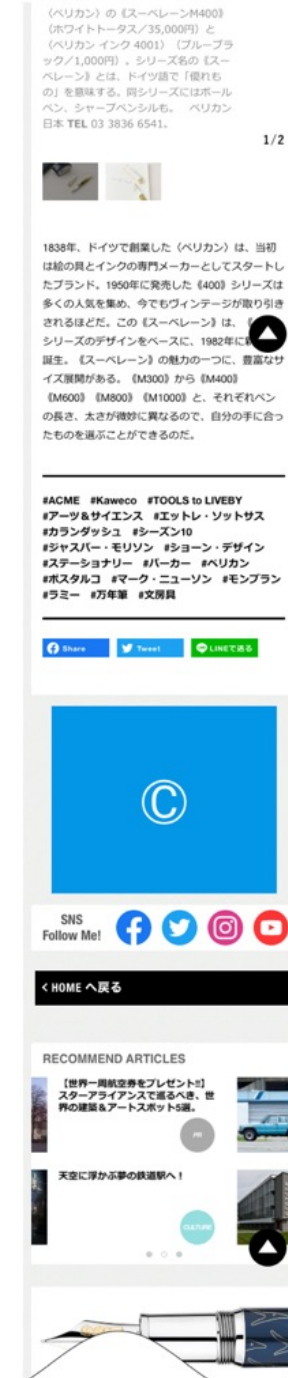 〈ペリカン〉の《スーベレーンM400》
(ホワイトトータス／35,000円) と
〈ペリカン インク 4001〉 (ブルーブラ
ック／1,000円) 。シリーズ名の《スー
ベレーン》とは、ドイツ語で「優れも
の」を意味する。同シリーズにはボール
ペン、シャープペンシルも。 ペリカン
日本 TEL 03 3836 6541。
1/2
1838年、ドイツで創業した〈ペリカン〉は、当初
は絵の具とインクの専門メーカーとしてスタートし
たブランド。1950年に発売した《400》シリーズは
多くの人気を集め、今でもヴィンテージが取り引き
されるほどだ。この《スーベレーン》は、
シリーズのデザインをベースに、1982年に
誕生。《スーベレーン》の魅力の一つに、豊富なサ
イズ展開がある。《M300》から《M400》
《M600》《M800》《M1000》と、それぞれペン
の長さ、太さが微妙に異なるので、自分の手に合っ
たものを選ぶことができるのだ。
#ACME #Kaweco #TOOLS to LIVEBY
#アーツ＆サイエンス #エットレ・ソットサス
#カランダッシュ #シーズン10
#ジャスパー・モリソン #ショーン・デザイン
#ステーショナリー #パーカー #ペリカン
#ポスタルコ #マーク・ニューソン #モンブラン
#ラミー #万年筆 #文房具
Share Tweet LINEで送る
©
SNS
Follow Me!
< HOME へ戻る
RECOMMEND ARTICLES
【世界一周航空券をプレゼント!!】
スターアライアンスで巡るべき、世
界の建築＆アートスポット5選。
PR
天空に浮かぶ夢の鉄道駅へ！
CULTURE